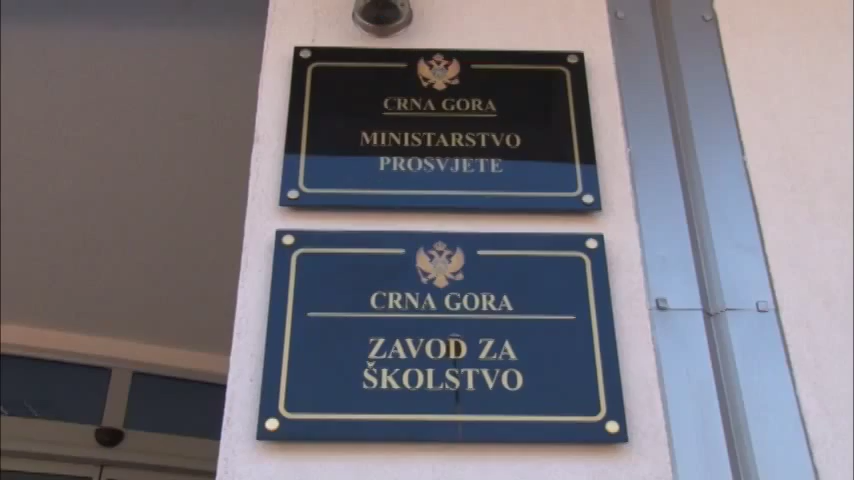 CRNA GORA
MINISTARSTVO
PROSVJETE
CRNA GORA
ZAVOD ZA
ŠKOLSTVO